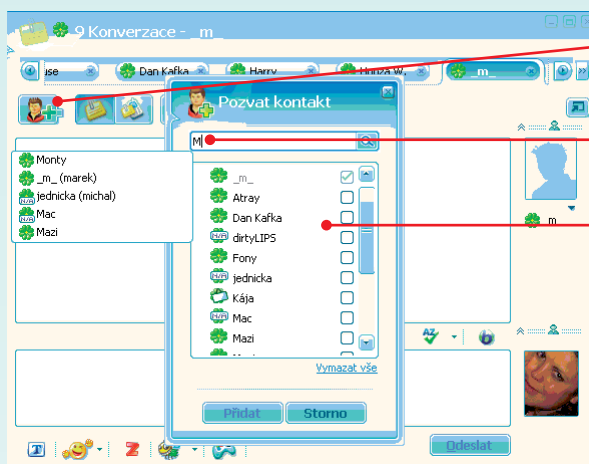 9 Konverzace - _m_
use
Dan Kafka
Harry
Honza W.
_m_
Pozvat kontakt
M
Monty
_m_ (marek)
jednicka (michal)
N/A
Mac
N/A
Mazi
_m_
Atray
Dan Kafka
N/A dirtyLIPS
Fony
N/A jednicka
Kája
N/A Mac
Mazi
Vymazat vše
Přidat
Storno
m
AZ
b
T
Z
Odeslat